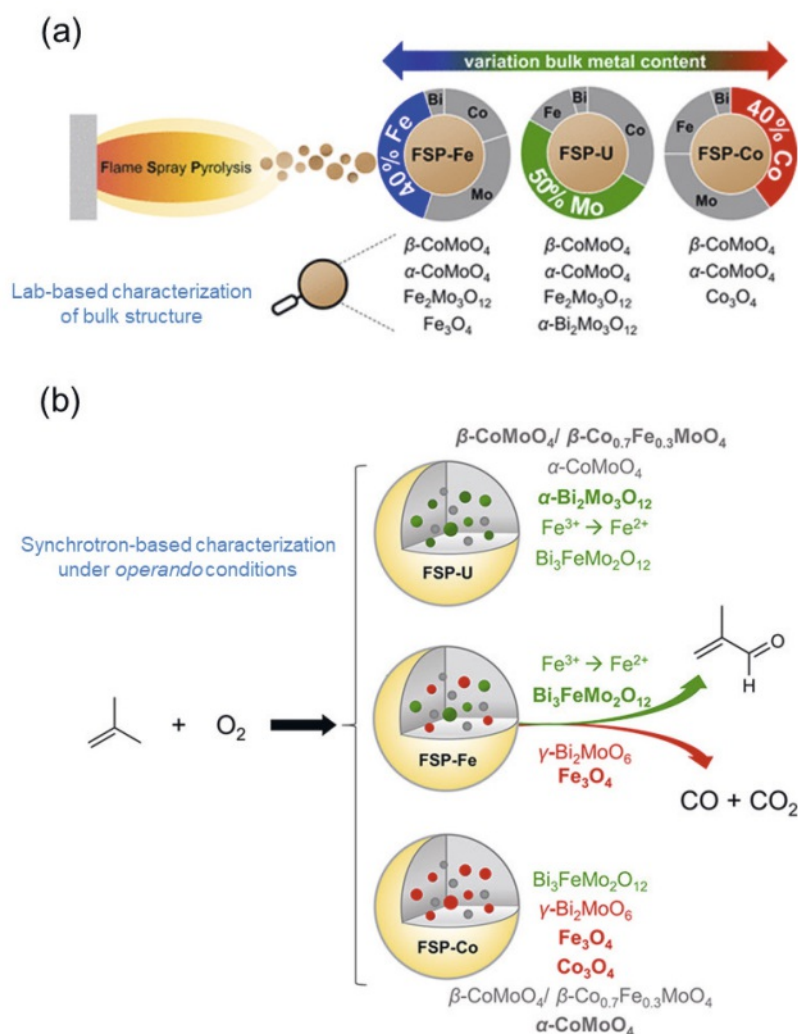 (a)
variation bulk metal content
Flame Spray Pyrolysis
Bi
Co
Mo
40% Fe
FSP-Fe
Fe
Bi
Co
50% Mo
FSP-U
Bi
Fe
Mo
40% Co
FSP-Co
Lab-based characterization
of bulk structure
β-CoMoO₄
α-CoMoO₄
Fe₂Mo₃O₁₂
Fe₃O₄
β-CoMoO₄
α-CoMoO₄
Fe₂Mo₃O₁₂
α-Bi₂Mo₃O₁₂
β-CoMoO₄
α-CoMoO₄
Co₃O₄
(b)
Synchrotron-based characterization
under operando conditions
+ O₂
β-CoMoO₄/ β-Co₀.₇Fe₀.₃MoO₄
α-CoMoO₄
α-Bi₂Mo₃O₁₂
Fe³⁺ → Fe²⁺
Bi₃FeMo₂O₁₂
FSP-U
Fe³⁺ → Fe²⁺
Bi₃FeMo₂O₁₂
FSP-Fe
γ-Bi₂MoO₆
Fe₃O₄
O
H
CO + CO₂
Bi₃FeMo₂O₁₂
γ-Bi₂MoO₆
Fe₃O₄
Co₃O₄
FSP-Co
β-CoMoO₄/ β-Co₀.₇Fe₀.₃MoO₄
α-CoMoO₄